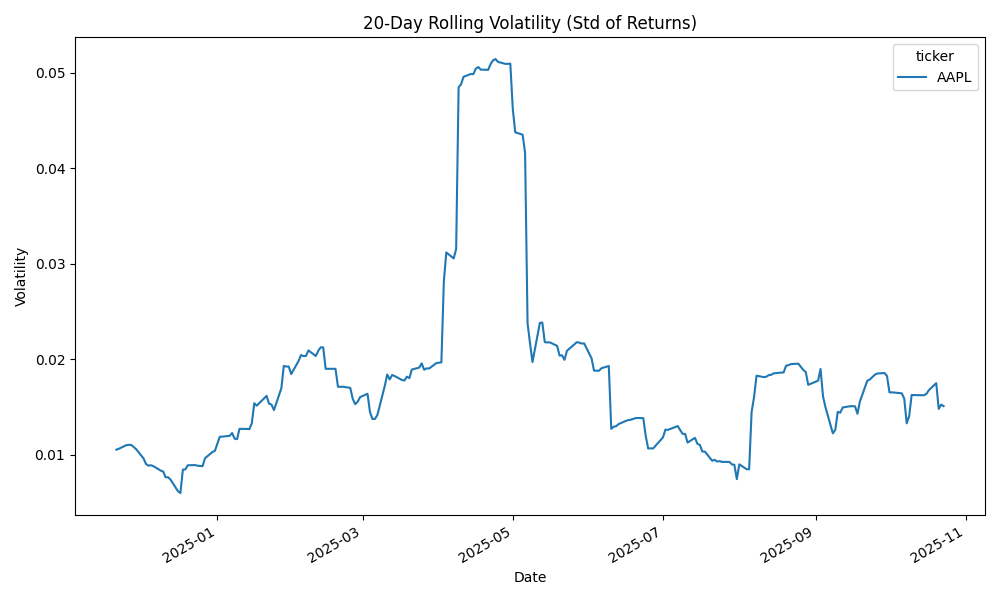 20-Day Rolling Volatility (Std of Returns)
ticker
AAPL
0.05
0.04
0.03
0.02
0.01
Volatility
2025-01
2025-03
2025-05
2025-07
2025-09
2025-11
Date